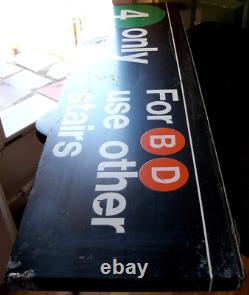 4 only
For B D
use other
stairs
ebay